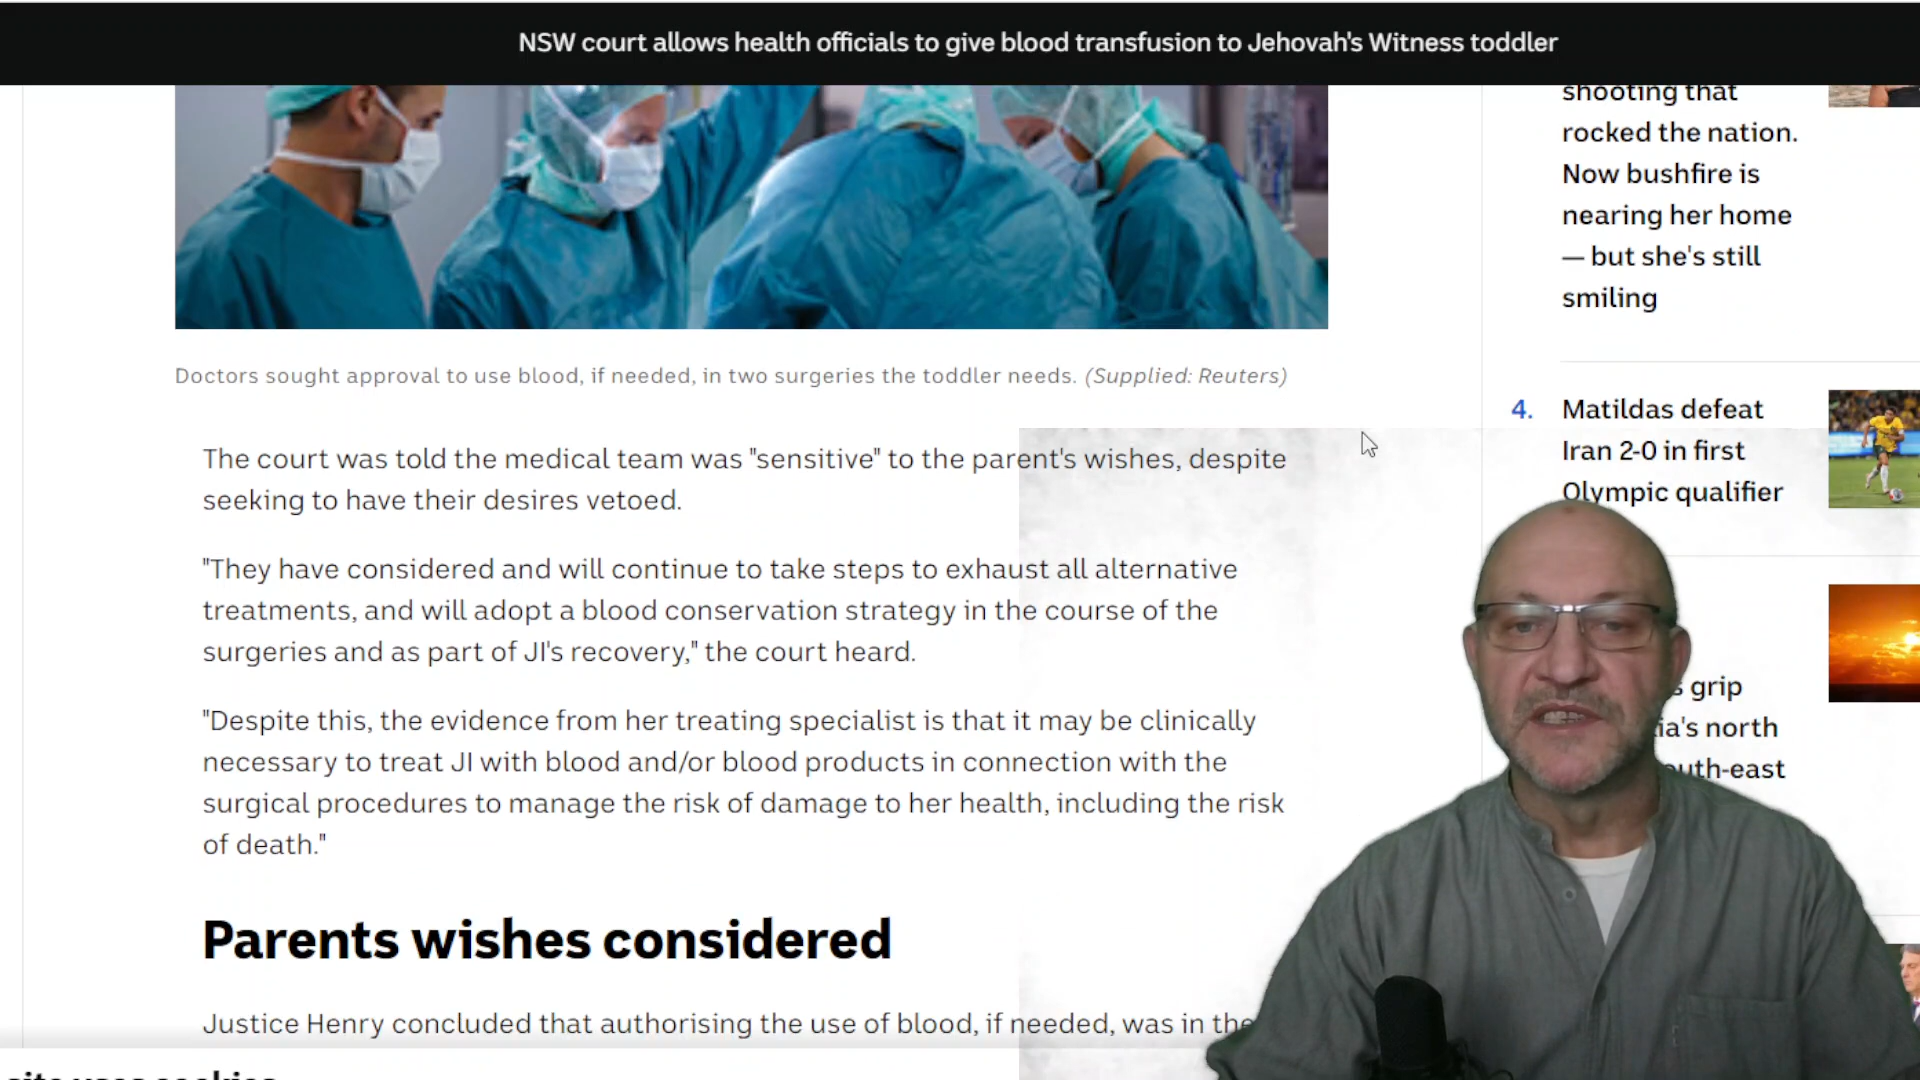 NSW court allows health officials to give blood transfusion to Jehovah's Witness toddler
Doctors sought approval to use blood, if needed, in two surgeries the toddler needs. (Supplied: Reuters)
The court was told the medical team was "sensitive" to the parent's wishes, despite
seeking to have their desires vetoed.
"They have considered and will continue to take steps to exhaust all alternative
treatments, and will adopt a blood conservation strategy in the course of the
surgeries and as part of JI's recovery," the court heard.
"Despite this, the evidence from her treating specialist is that it may be clinically
necessary to treat JI with blood and/or blood products in connection with the
surgical procedures to manage the risk of damage to her health, including the risk
of death."
Parents wishes considered
Justice Henry concluded that authorising the use of blood, if needed, was in the
site uses cookies
shooting that
rocked the nation.
Now bushfire is
nearing her home
— but she's still
smiling
4. Matildas defeat
Iran 2-0 in first
Olympic qualifier
grip
ia's north
outh-east